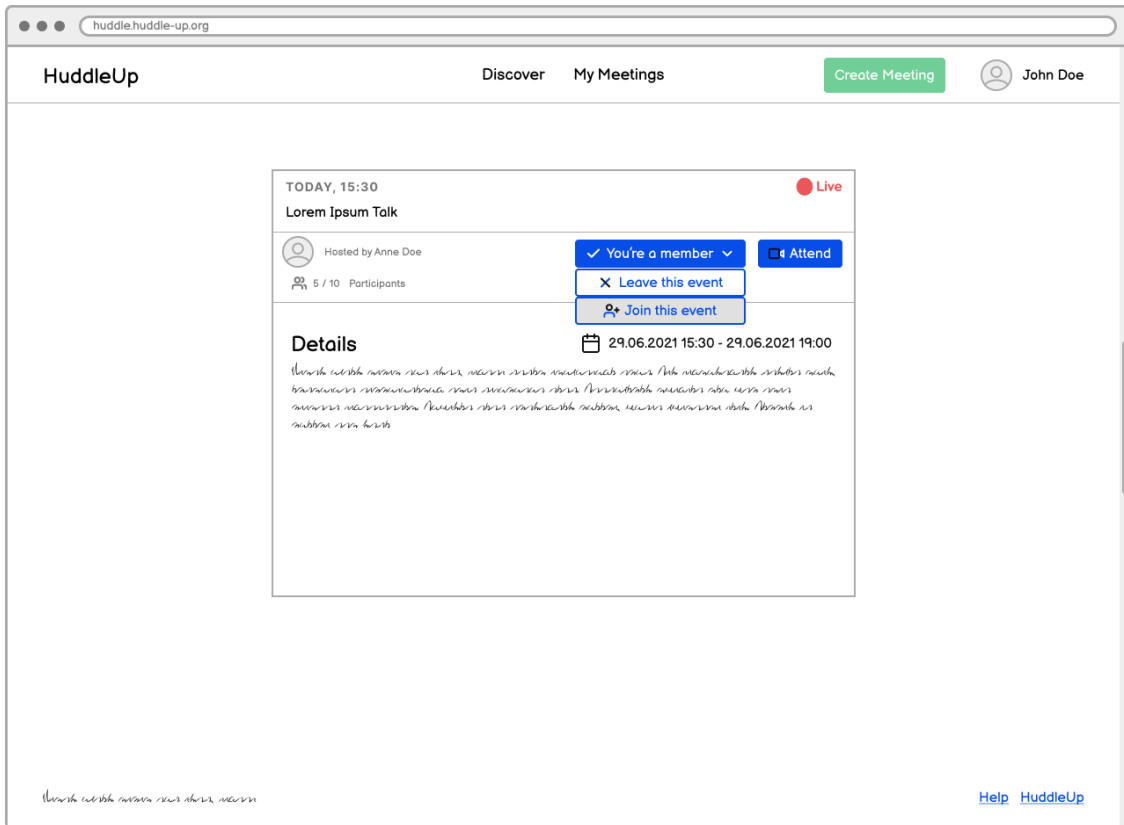 huddle.huddle-up.org
HuddleUp Discover My Meetings Create Meeting John Doe
TODAY, 15:30 Live
Lorem Ipsum Talk
Hosted by Anne Doe You're a member Attend
5 / 10 Participants Leave this event
Join this event
Details 29.06.2021 15:30 - 29.06.2021 19:00
Help HuddleUp